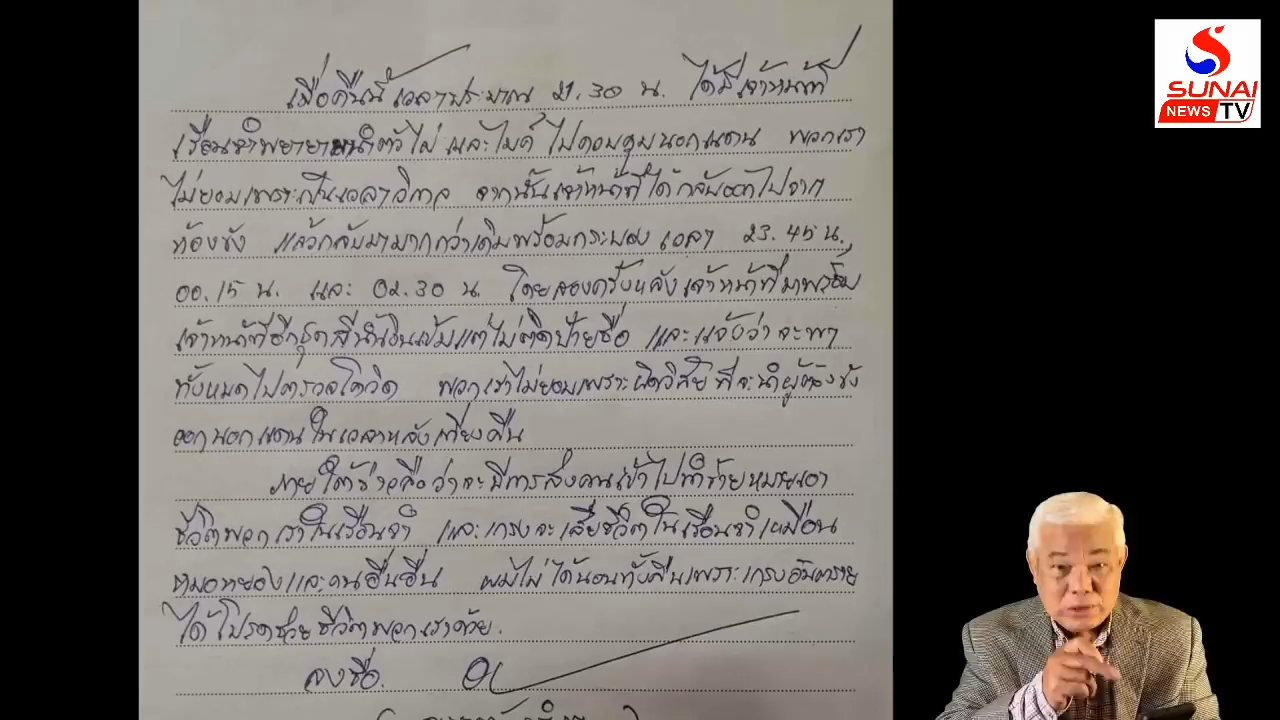 เมื่อคืนนี้ เวลาประมาณ 21.30 น. ได้มีเจ้าหน้าที่
เรือนจำพยายามนำตัวไผ่ และไมค์ ไปควบคุมนอกแดน พวกเรา
ไม่ยอมเพราะเป็นเวลาวิกาล จากนั้นเจ้าหน้าที่ได้กลับออกไปจาก
ห้องขัง แล้วกลับมามากกว่าเดิมพร้อมกระบอง เวลา 23.45 น.,
00.15 น. และ 02.30 น. โดยสองครั้งหลังเจ้าหน้าที่มาพร้อม
เจ้าหน้าที่อีกชุดสีน้ำเงินเข้มแต่ไม่ติดป้ายชื่อ และแจ้งว่าจะพา
ทั้งหมดไปตรวจโควิด พวกเราไม่ยอมเพราะผิดวิสัยที่จะนำผู้ต้องขัง
ออกนอกแดนในเวลาหลังเที่ยงคืน
ภายใต้ข่าวลือว่าจะมีการส่งคนเข้าไปทำร้ายหมายเอา
ชีวิตพวกเราในเรือนจำ และเกรงจะเสียชีวิตในเรือนจำเหมือน
หมอหยองและคนอื่นอื่น ผมไม่ได้นอนทั้งคืนเพราะเกรงอันตราย
ได้โปรดช่วยชีวิตพวกเราด้วย.
ลงชื่อ.
SUNAI
NEWS TV